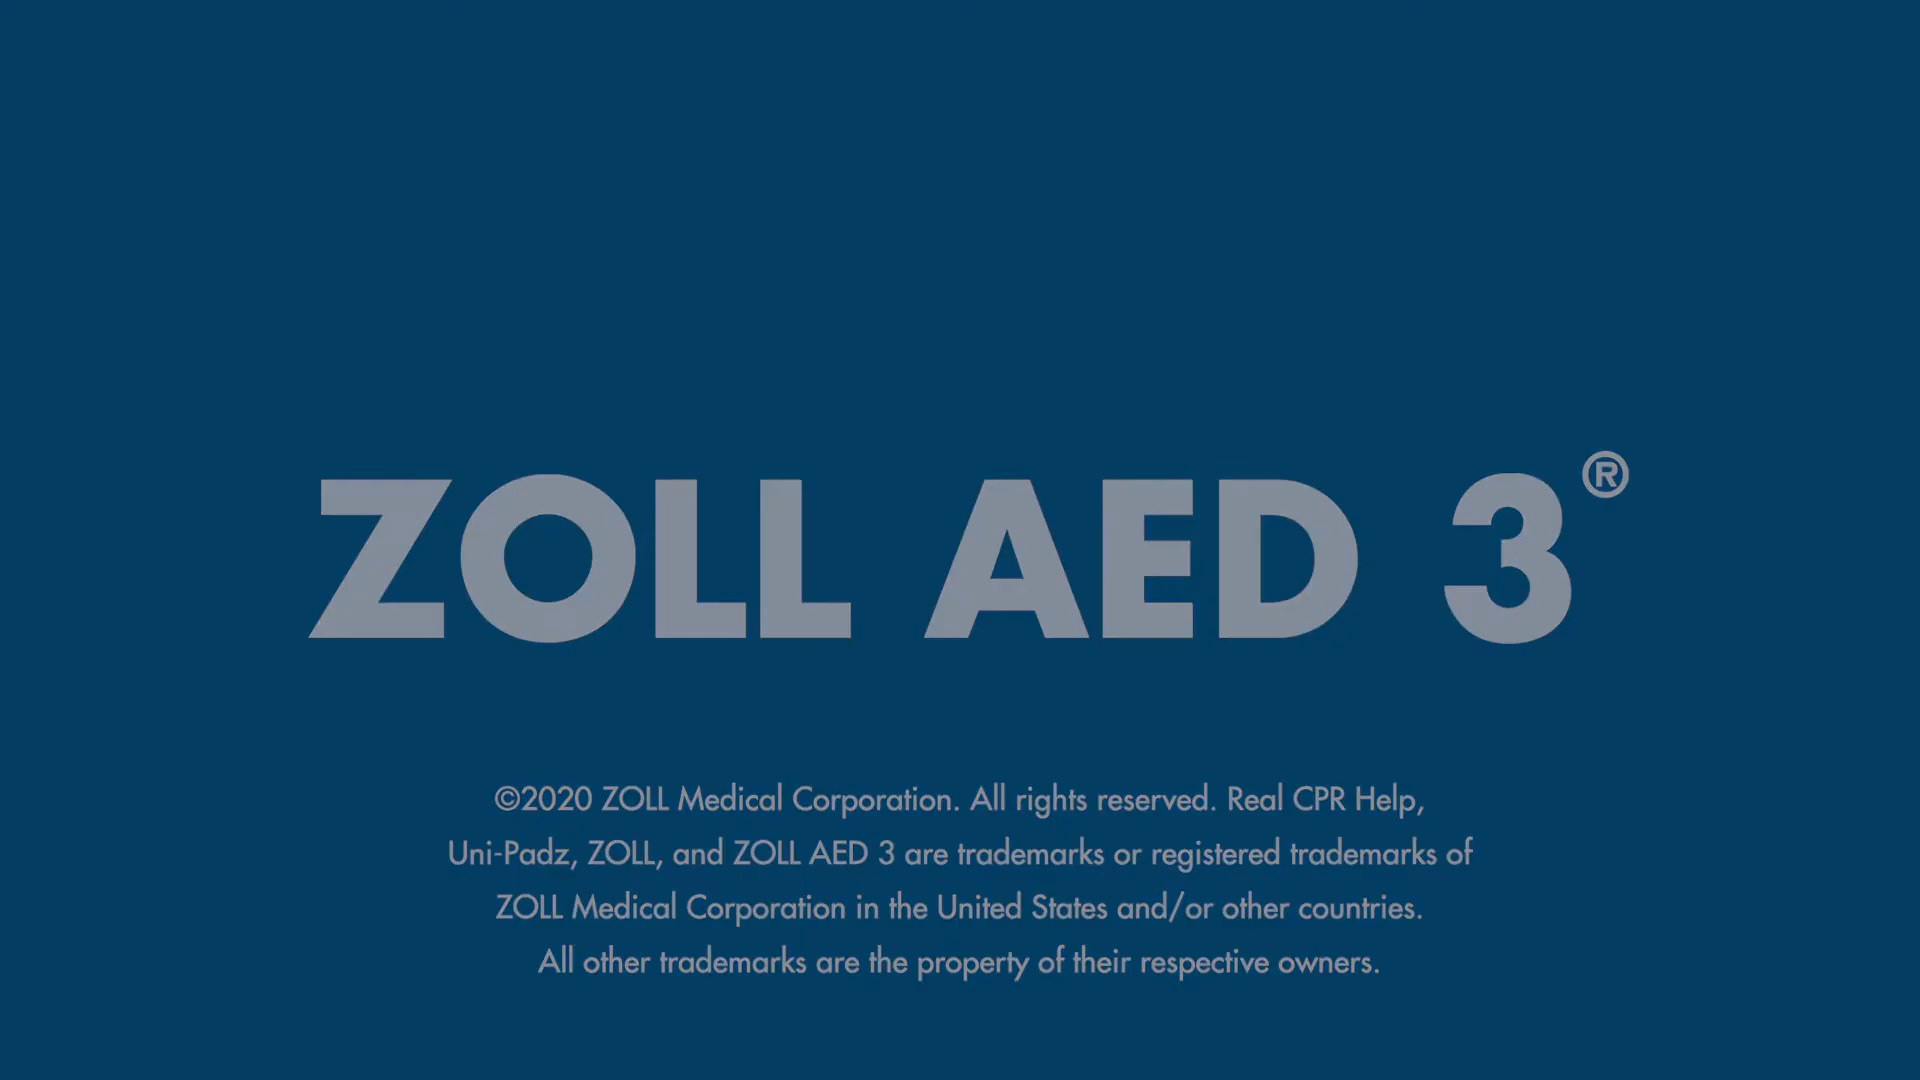 ZOLL AED 3®
©2020 ZOLL Medical Corporation. All rights reserved. Real CPR Help,
Uni-Padz, ZOLL, and ZOLL AED 3 are trademarks or registered trademarks of
ZOLL Medical Corporation in the United States and/or other countries.
All other trademarks are the property of their respective owners.